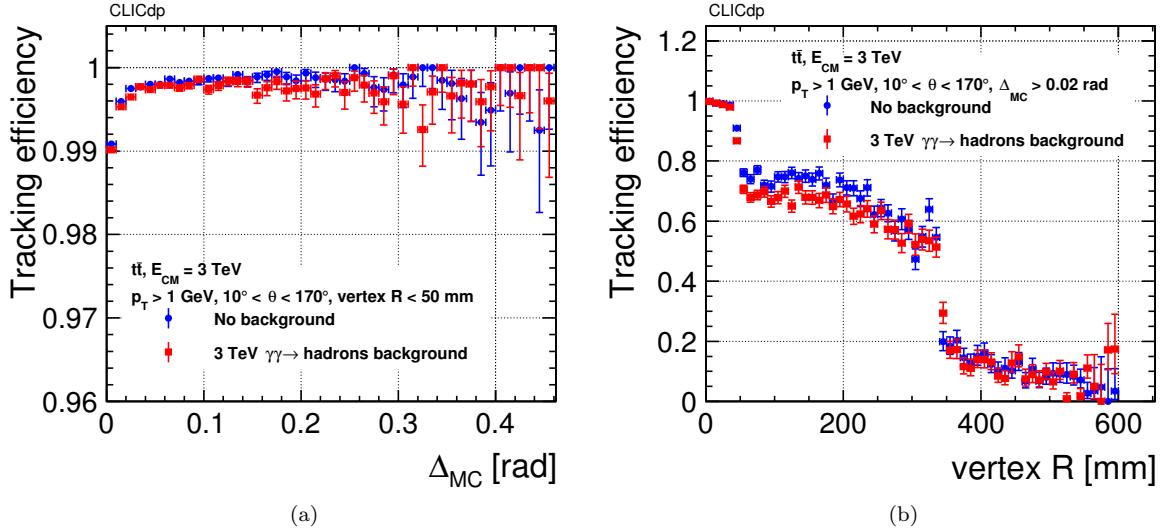 CLICdp
Tracking efficiency
1
0.99
0.98
0.97
0.96
tt̄, E_CM = 3 TeV
p_T > 1 GeV, 10° < θ < 170°, vertex R < 50 mm
No background
3 TeV γγ→ hadrons background
0 0.1 0.2 0.3 0.4
Δ_MC [rad]
(a)
CLICdp
Tracking efficiency
1.2
1
0.8
0.6
0.4
0.2
0
tt̄, E_CM = 3 TeV
p_T > 1 GeV, 10° < θ < 170°, Δ_MC > 0.02 rad
No background
3 TeV γγ→ hadrons background
0 200 400 600
vertex R [mm]
(b)